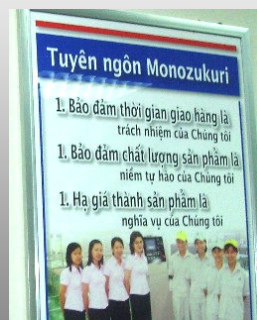 Tuyên ngôn Monozukuri
1. Bảo đảm thời gian giao hàng là
trách nhiệm của Chúng tôi
1. Bảo đảm chất lượng sản phẩm là
niềm tự hào của Chúng tôi
1. Hạ giá thành sản phẩm là
nghĩa vụ của Chúng tôi